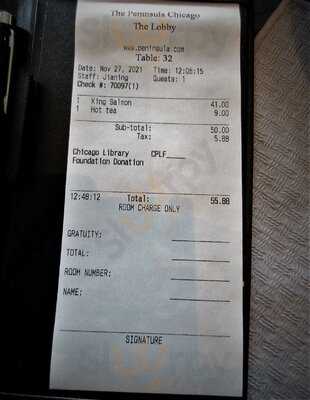 The Peninsula Chicago
The Lobby
www.peninsula.com
Table: 32
Date: Nov 27, 2021 Time: 12:05:15
Staff: Jianing Guests: 1
Check #: 70097(1)
1 King Salmon 41.00
1 Hot tea 9.00
Sub-total: 50.00
Tax: 5.88
Chicago Library CPLF____
Foundation Donation
12:48:12 Total: 55.88
ROOM CHARGE ONLY
GRATUITY:
TOTAL:
ROOM NUMBER:
NAME:
SIGNATURE